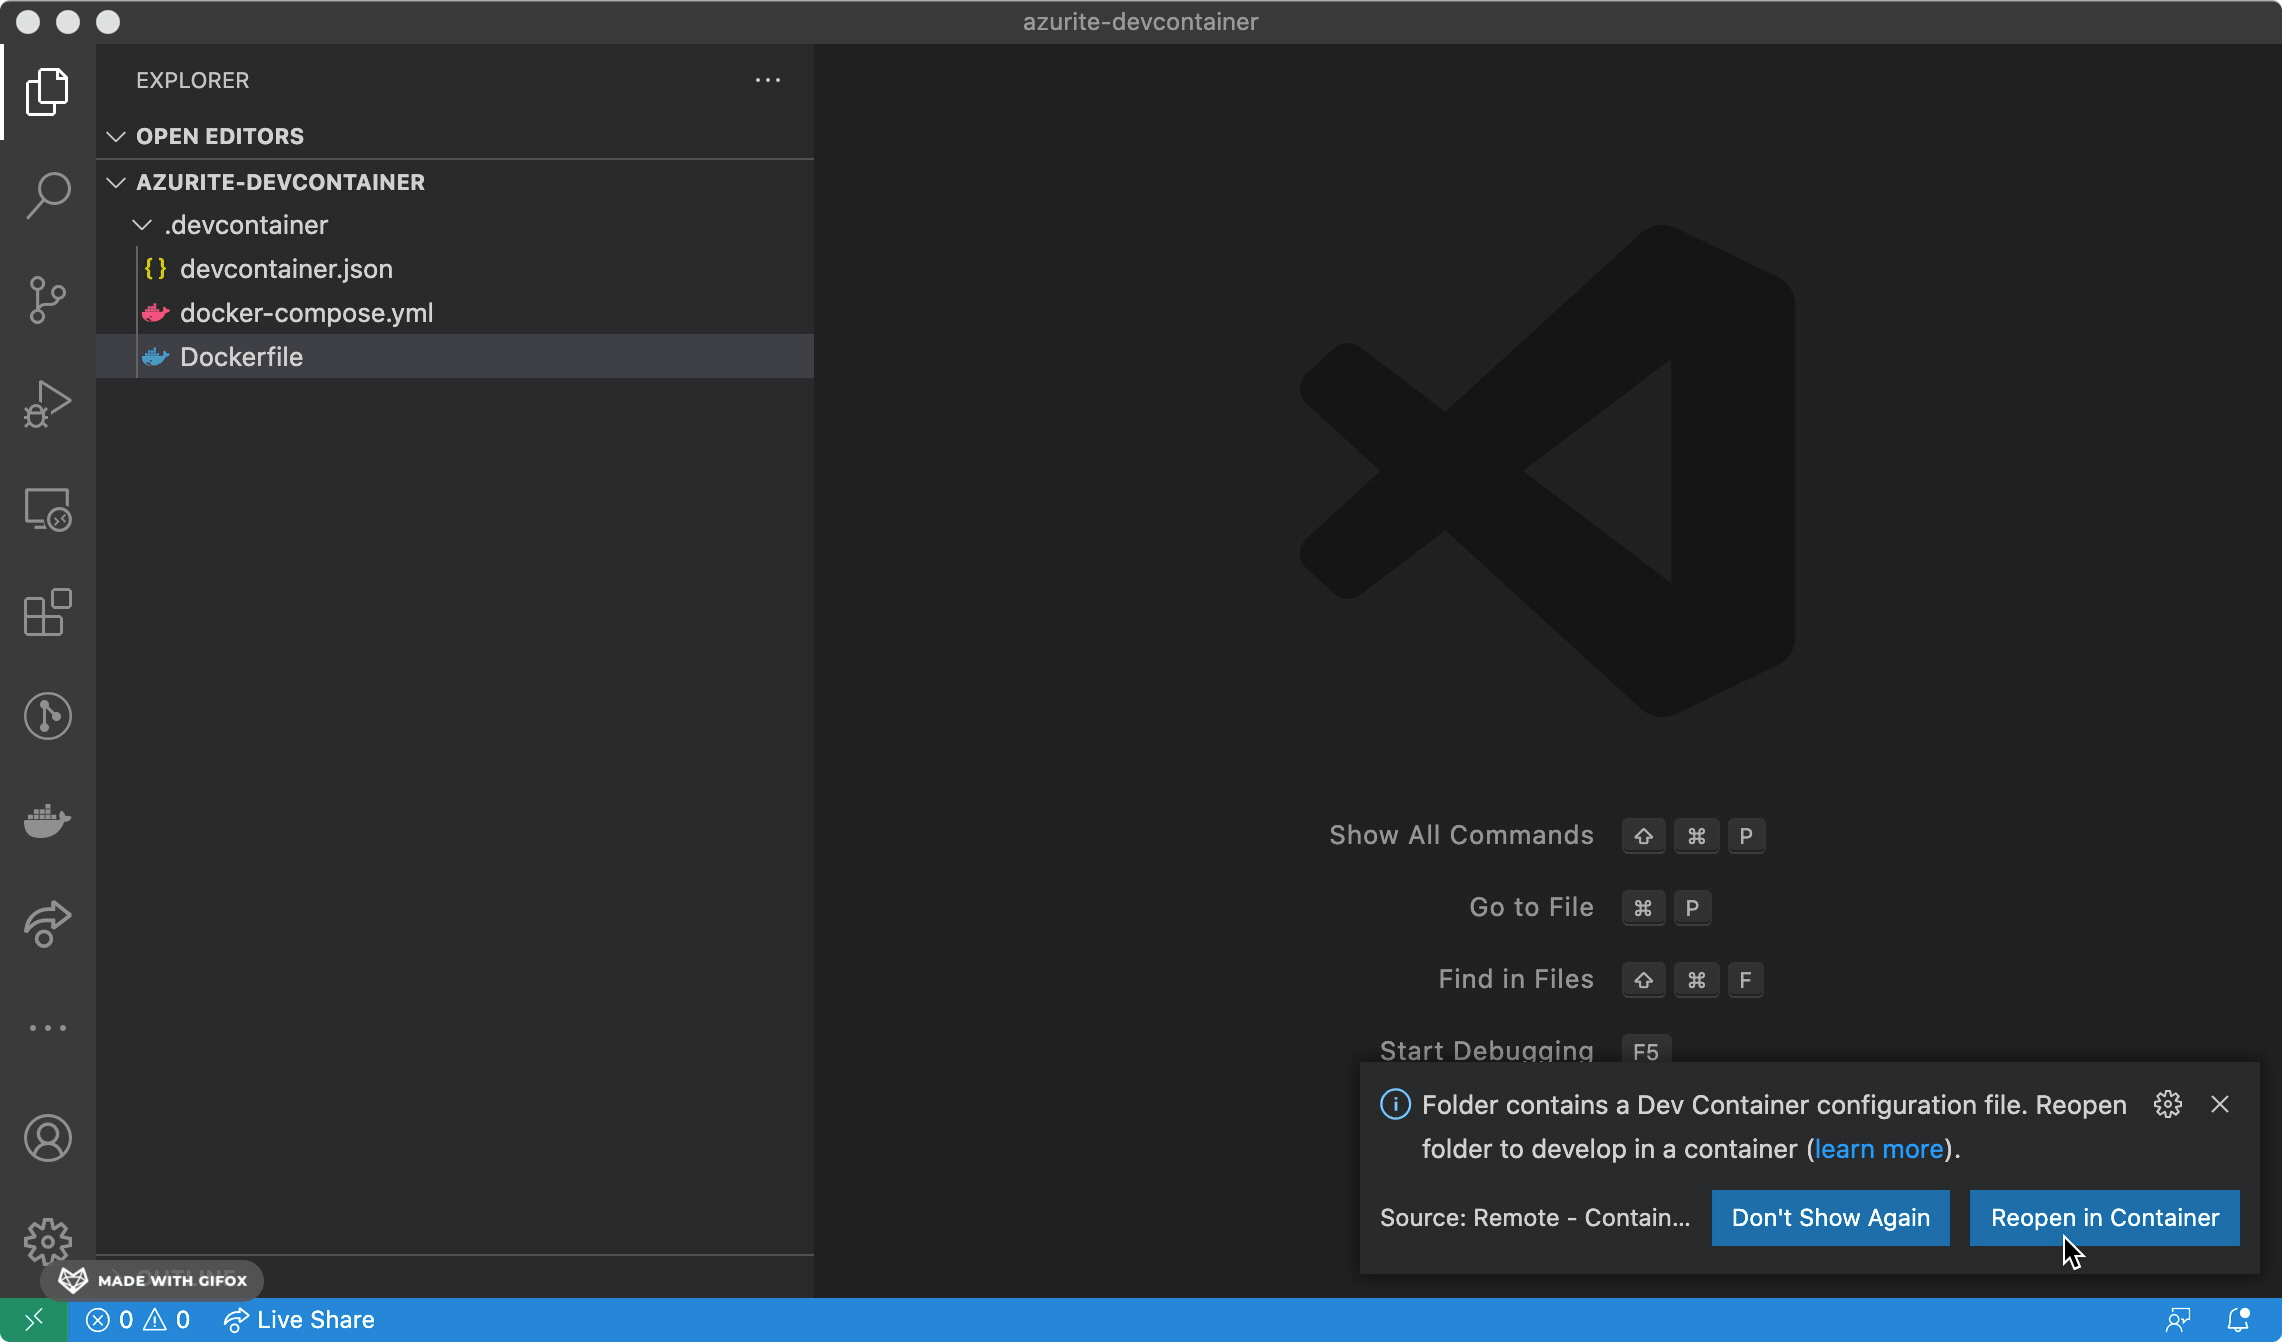 azurite-devcontainer
EXPLORER
OPEN EDITORS
AZURITE-DEVCONTAINER
.devcontainer
{} devcontainer.json
docker-compose.yml
Dockerfile
Show All Commands ⇧ ⌘ P
Go to File ⌘ P
Find in Files ⇧ ⌘ F
Start Debugging F5
Folder contains a Dev Container configuration file. Reopen
folder to develop in a container (learn more).
Source: Remote - Contain...
Don't Show Again
Reopen in Container
OUTLINE
MADE WITH GIFOX
0 0 Live Share